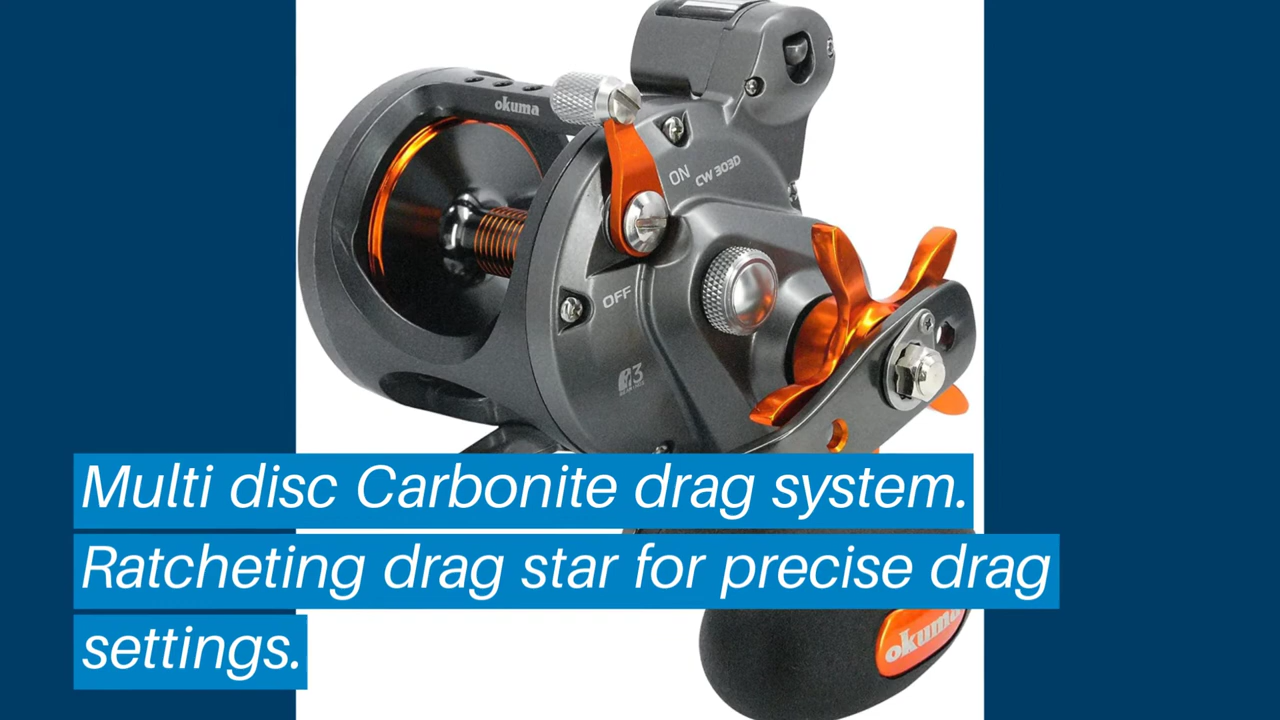 okuma
ON
CW 303D
OFF
Multi disc Carbonite drag system.
Ratcheting drag star for precise drag
settings.
okuma